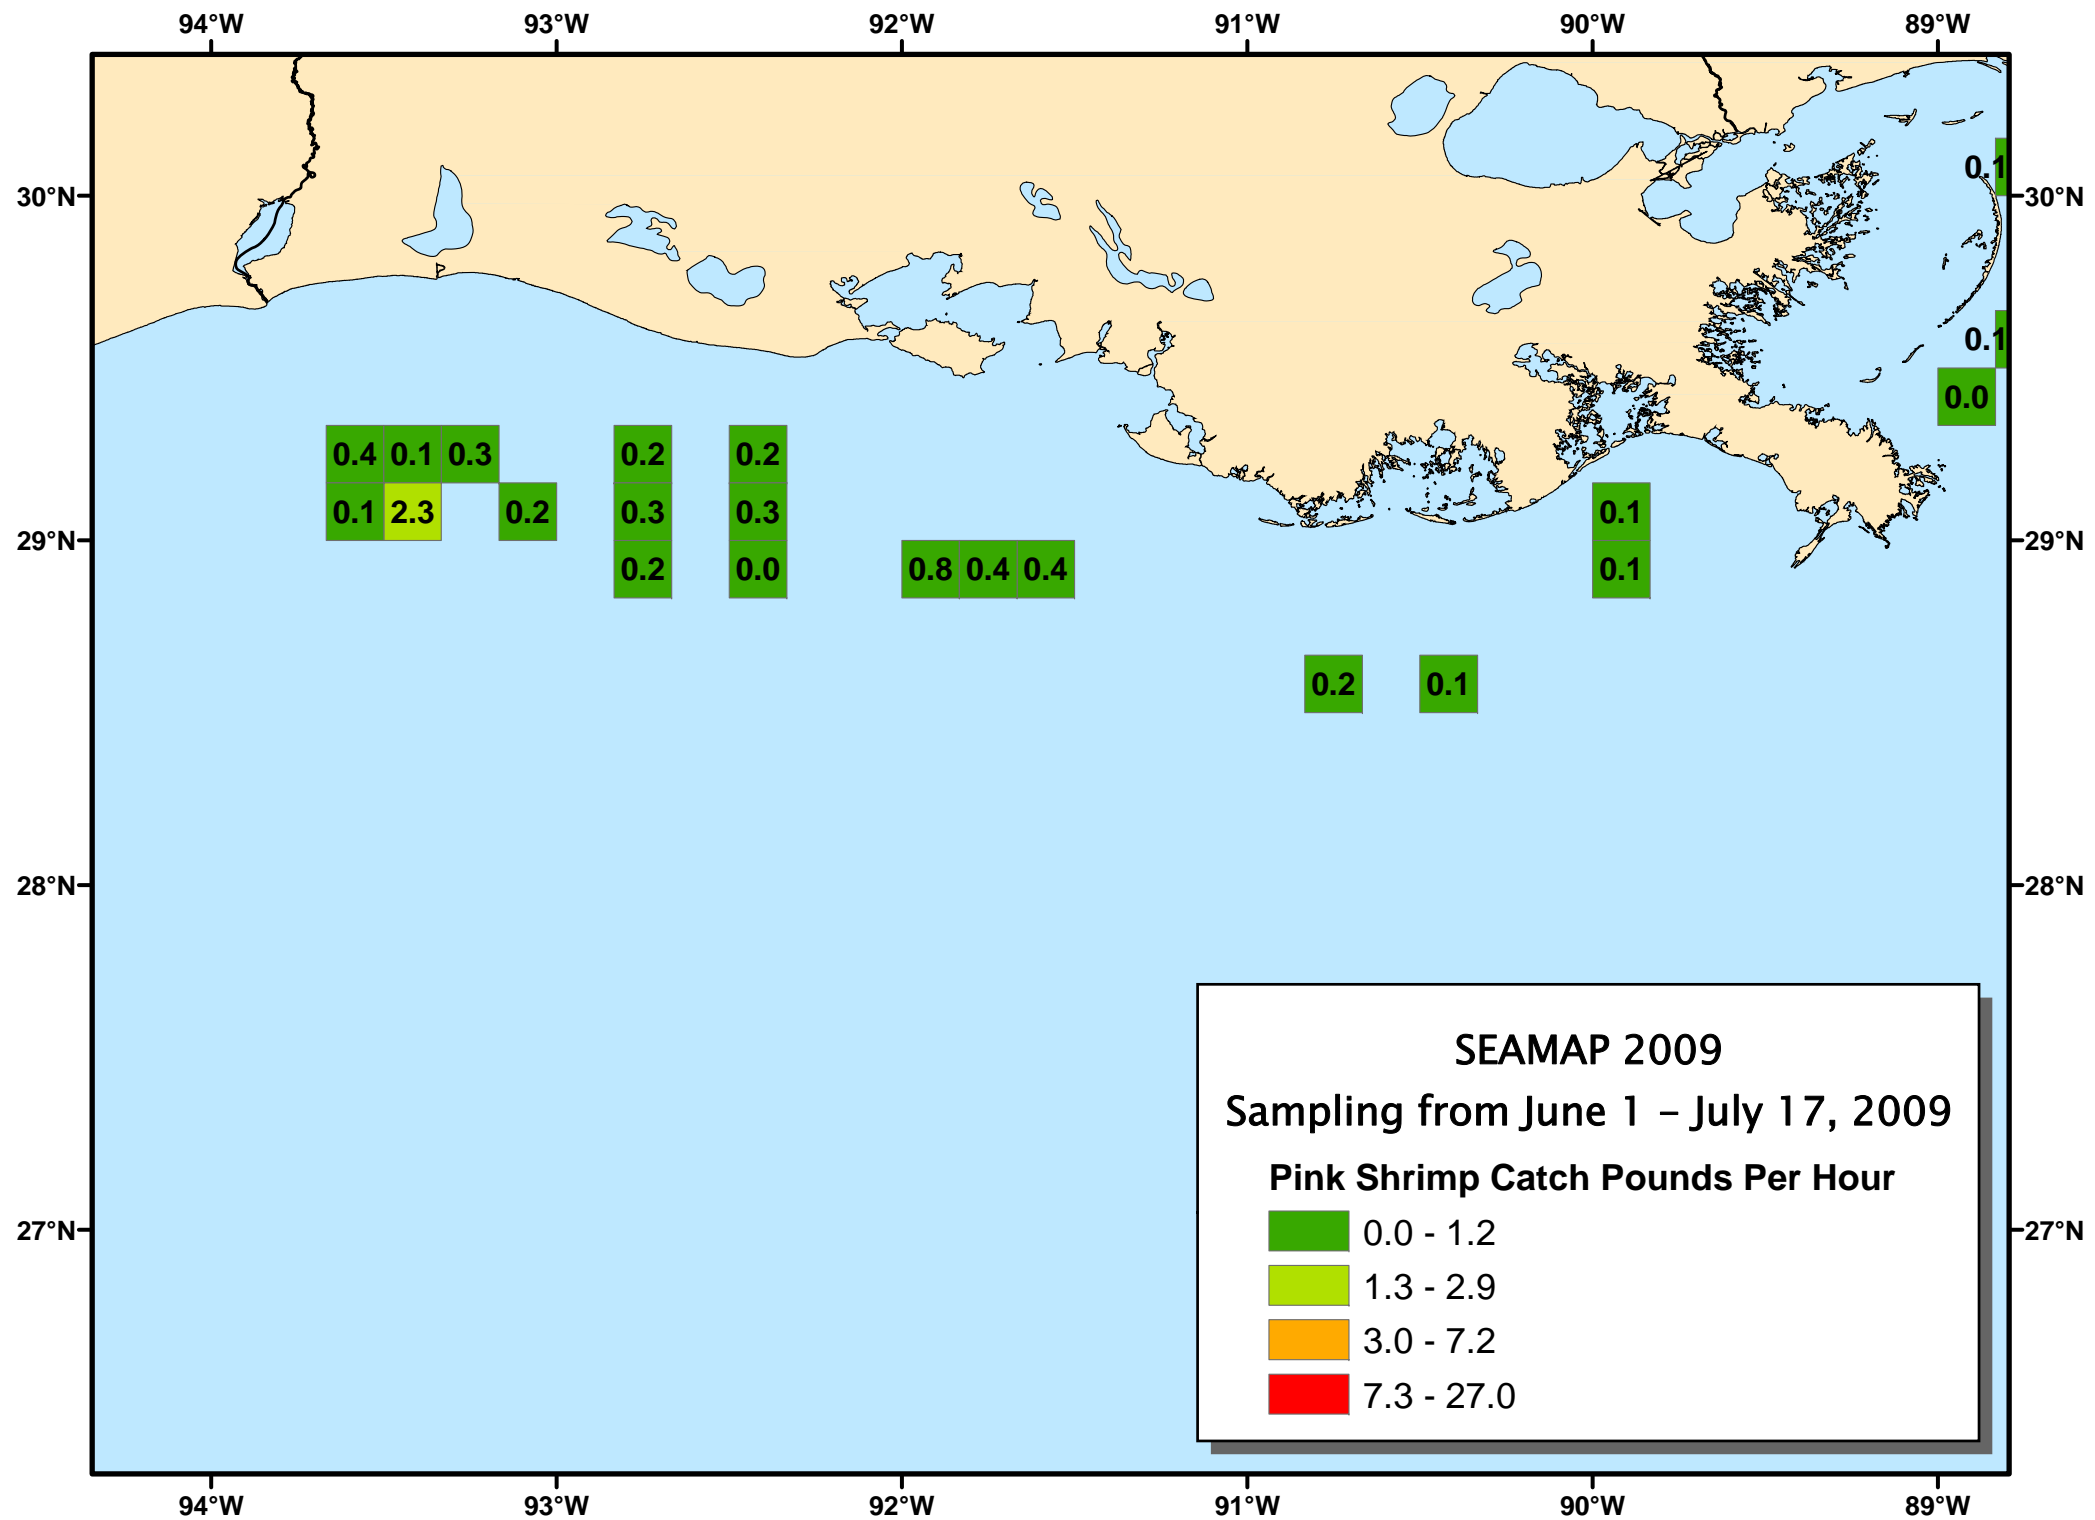 94°W 93°W 92°W 91°W 90°W 89°W
0.1
30°N 30°N
0.1
0.0
0.4 0.1 0.3 0.2 0.2
0.1 2.3 0.2 0.3 0.3 0.1
29°N 29°N
0.2 0.0 0.8 0.4 0.4 0.1
0.2 0.1
28°N 28°N
SEAMAP 2009
Sampling from June 1 – July 17, 2009
Pink Shrimp Catch Pounds Per Hour
27°N 0.0 - 1.2 27°N
1.3 - 2.9
3.0 - 7.2
7.3 - 27.0
94°W 93°W 92°W 91°W 90°W 89°W